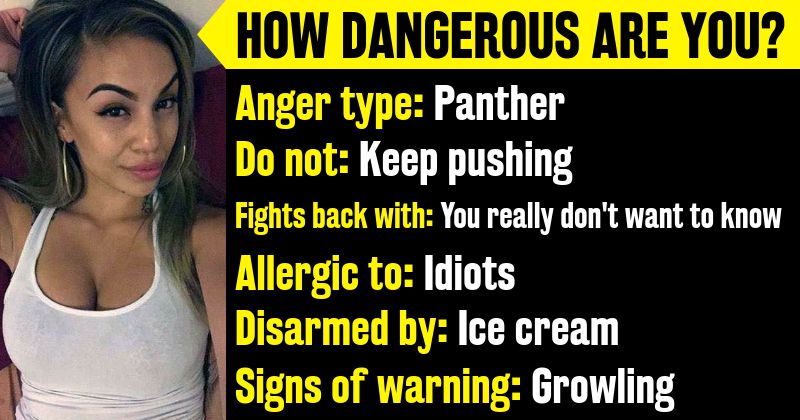 HOW DANGEROUS ARE YOU?
Anger type: Panther
Do not: Keep pushing
Fights back with: You really don't want to know
Allergic to: Idiots
Disarmed by: Ice cream
Signs of warning: Growling